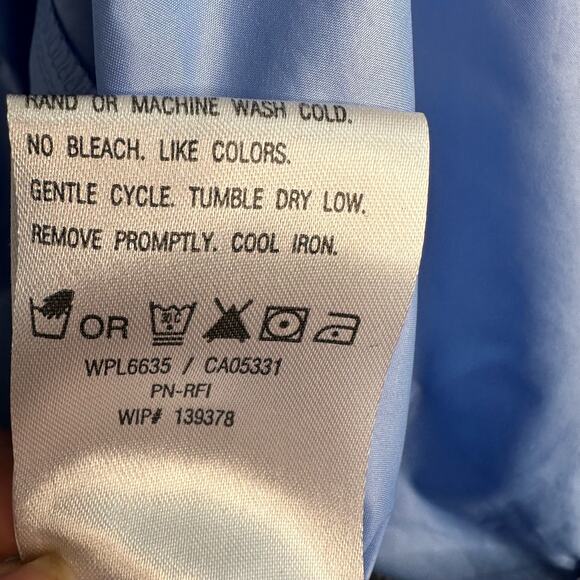 HAND OR MACHINE WASH COLD.
NO BLEACH. LIKE COLORS.
GENTLE CYCLE. TUMBLE DRY LOW.
REMOVE PROMPTLY. COOL IRON.
OR
WPL6635 / CA05331
PN-RFI
WIP# 139378